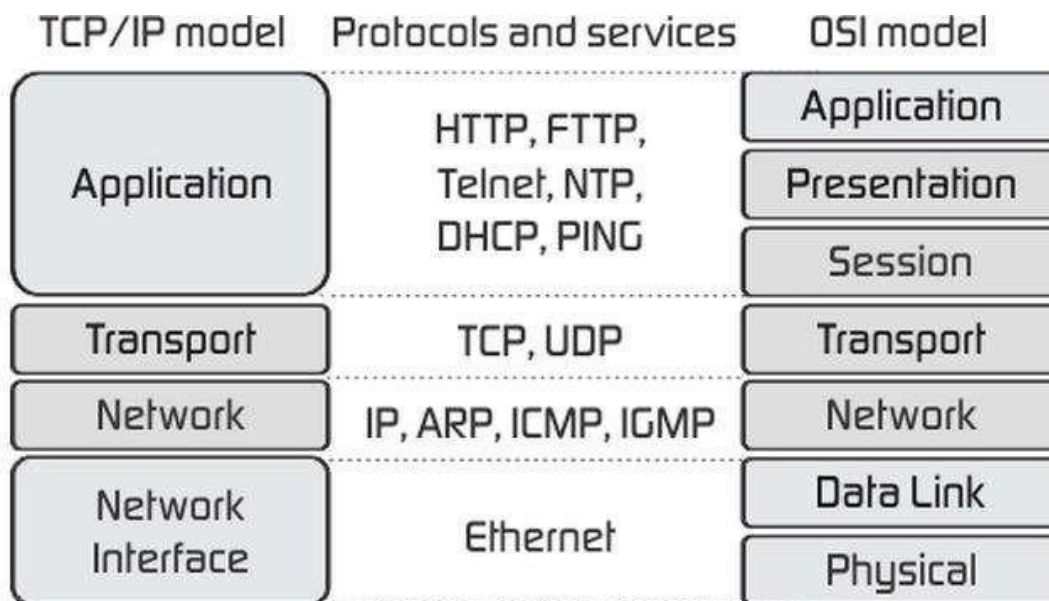 TCP/IP model Protocols and services OSI model
Application
HTTP, FTTP,
Telnet, NTP,
DHCP, PING
Application
Presentation
Session
Transport
TCP, UDP
Transport
Network
IP, ARP, ICMP, IGMP
Network
Network
Interface
Ethernet
Data Link
Physical